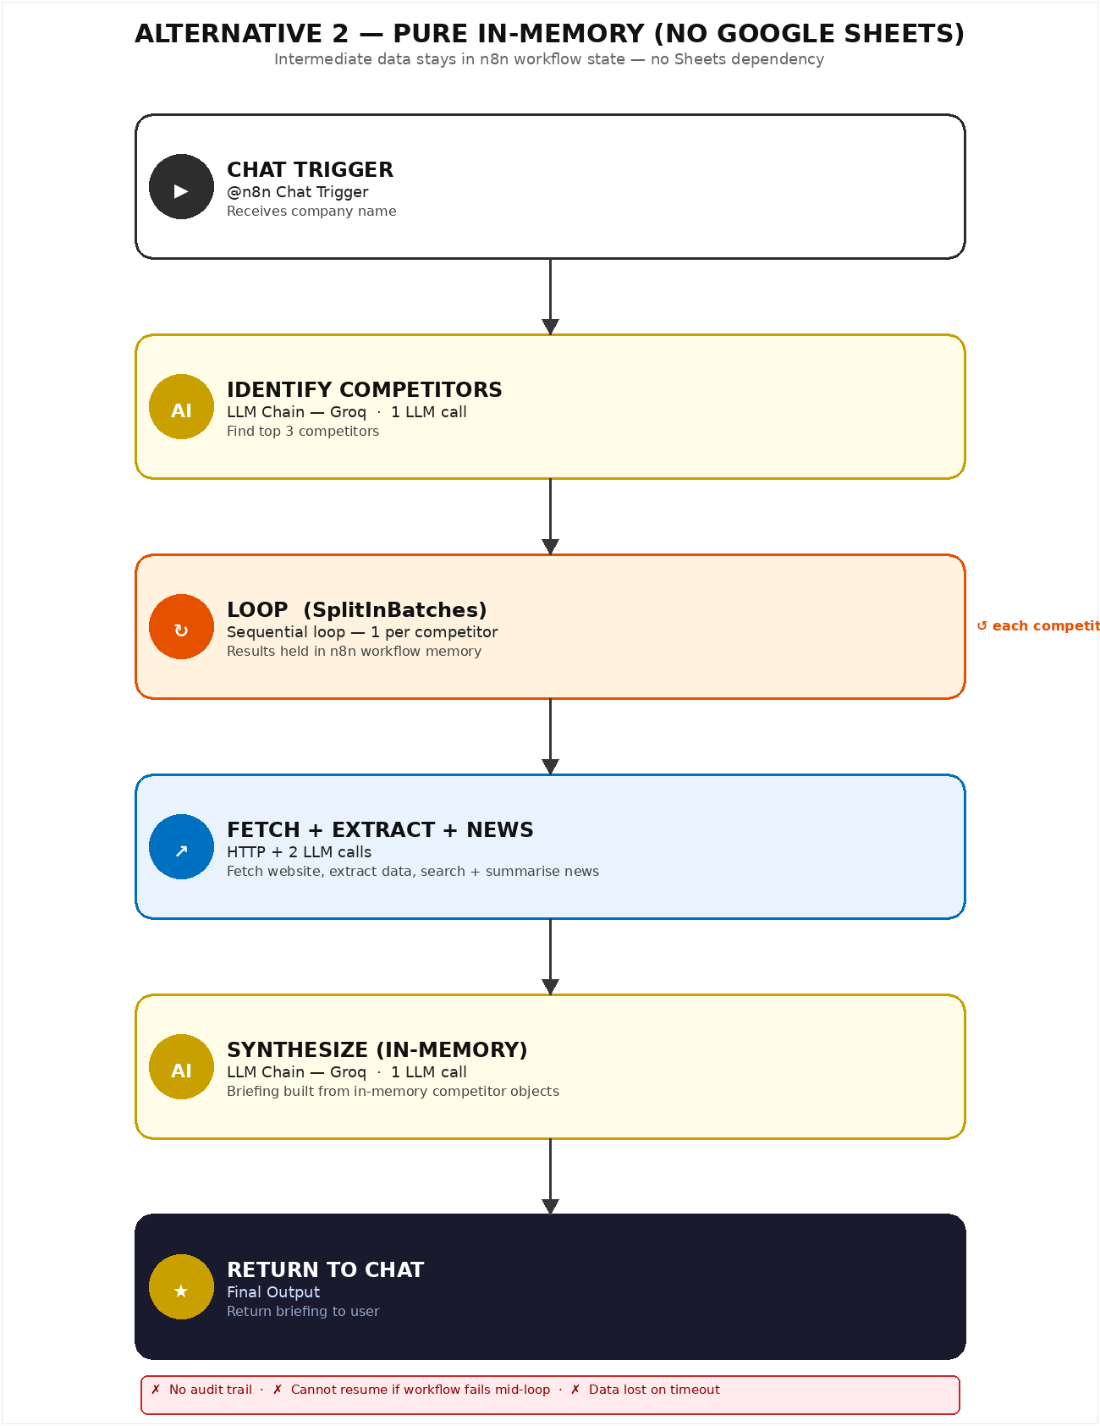 ALTERNATIVE 2 — PURE IN-MEMORY (NO GOOGLE SHEETS)
Intermediate data stays in n8n workflow state — no Sheets dependency
▶
CHAT TRIGGER
@n8n Chat Trigger
Receives company name
AI
IDENTIFY COMPETITORS
LLM Chain — Groq · 1 LLM call
Find top 3 competitors
↻
LOOP (SplitInBatches)
Sequential loop — 1 per competitor
Results held in n8n workflow memory
↺ each competit
↗
FETCH + EXTRACT + NEWS
HTTP + 2 LLM calls
Fetch website, extract data, search + summarise news
AI
SYNTHESIZE (IN-MEMORY)
LLM Chain — Groq · 1 LLM call
Briefing built from in-memory competitor objects
★
RETURN TO CHAT
Final Output
Return briefing to user
✗ No audit trail · ✗ Cannot resume if workflow fails mid-loop · ✗ Data lost on timeout